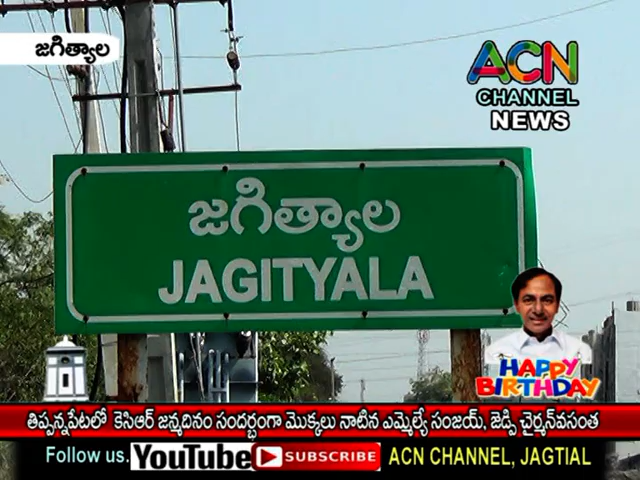 జగిత్యాల
ACN
CHANNEL
NEWS
జగిత్యాల
JAGITYALA
HAPPY
BIRTHDAY
తిప్పన్నపేటలో కెసిఆర్ జన్మదినం సందర్బంగా మొక్కలు నాటిన ఎమ్మెల్యే సంజయ్, జెడ్పి చైర్మన్‌వసంత
Follow us. YouTube SUBSCRIBE ACN CHANNEL, JAGTIAL